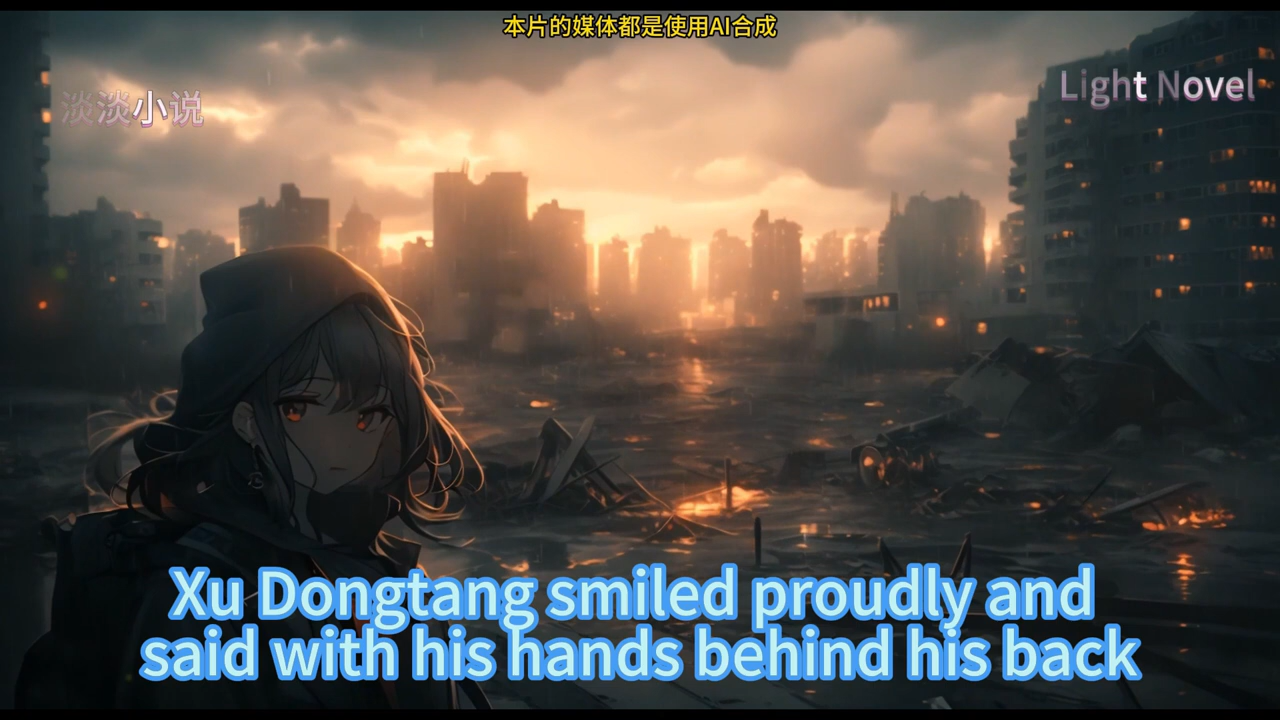 本片的媒体都是使用AI合成
淡淡小说
Light Novel
Xu Dongtang smiled proudly and
said with his hands behind his back